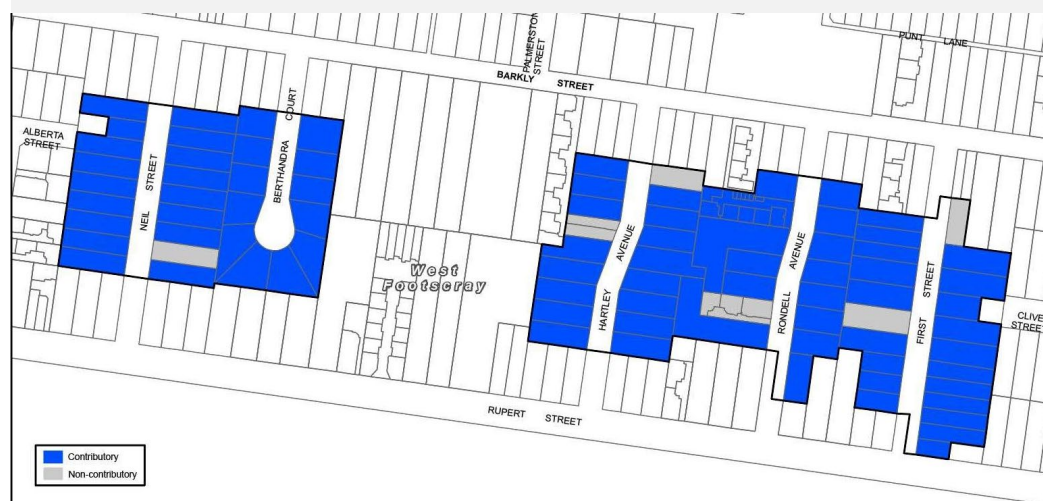 PUNT LANE
PALMERSTON
STREET
BARKLY STREET
ALBERTA
STREET
NEIL STREET
BERTHANDRA COURT
West
Footscray
HARTLEY AVENUE
RONDELL AVENUE
FIRST STREET
CLIVE
STREET
RUPERT STREET
Contributory
Non-contributory